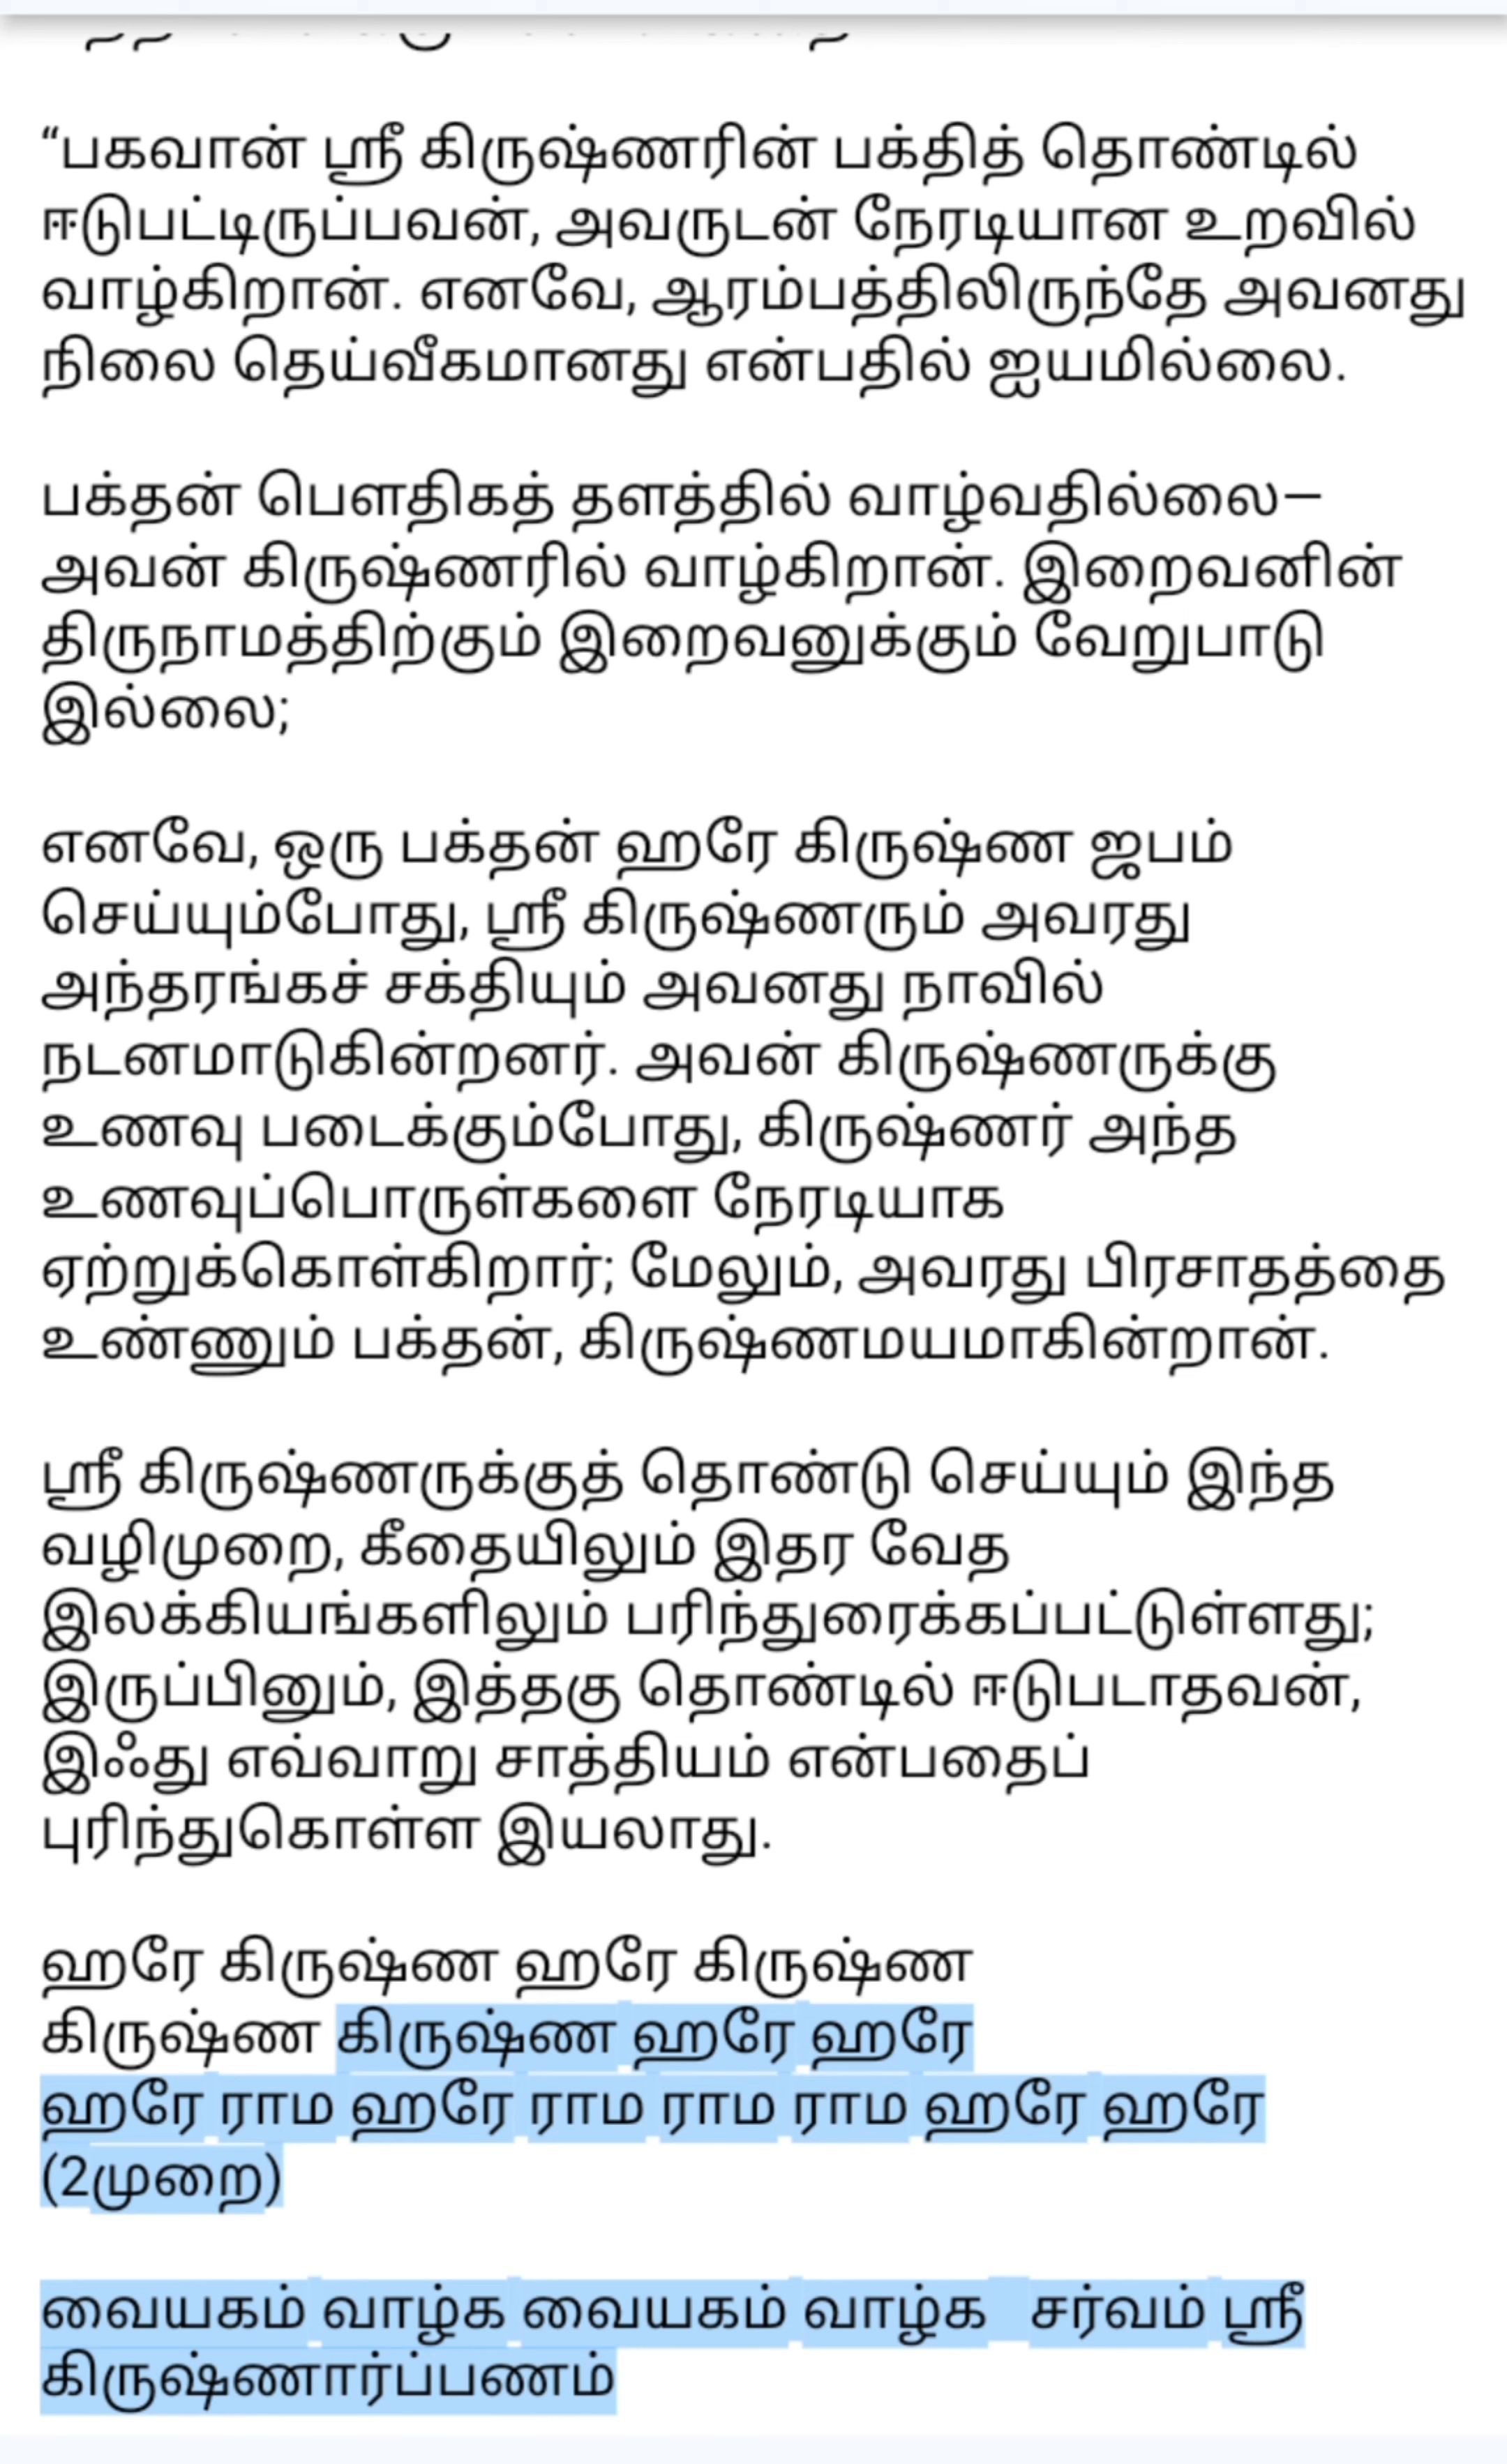 “பகவான் ஸ்ரீ கிருஷ்ணரின் பக்தித் தொண்டில்
ஈடுபட்டிருப்பவன், அவருடன் நேரடியான உறவில்
வாழ்கிறான். எனவே, ஆரம்பத்திலிருந்தே அவனது
நிலை தெய்வீகமானது என்பதில் ஐயமில்லை.
பக்தன் பௌதிகத் தளத்தில் வாழ்வதில்லை—
அவன் கிருஷ்ணரில் வாழ்கிறான். இறைவனின்
திருநாமத்திற்கும் இறைவனுக்கும் வேறுபாடு
இல்லை;
எனவே, ஒரு பக்தன் ஹரே கிருஷ்ண ஜபம்
செய்யும்போது, ஸ்ரீ கிருஷ்ணரும் அவரது
அந்தரங்கச் சக்தியும் அவனது நாவில்
நடனமாடுகின்றனர். அவன் கிருஷ்ணருக்கு
உணவு படைக்கும்போது, கிருஷ்ணர் அந்த
உணவுப்பொருள்களை நேரடியாக
ஏற்றுக்கொள்கிறார்; மேலும், அவரது பிரசாதத்தை
உண்ணும் பக்தன், கிருஷ்ணமயமாகின்றான்.
ஸ்ரீ கிருஷ்ணருக்குத் தொண்டு செய்யும் இந்த
வழிமுறை, கீதையிலும் இதர வேத
இலக்கியங்களிலும் பரிந்துரைக்கப்பட்டுள்ளது;
இருப்பினும், இத்தகு தொண்டில் ஈடுபடாதவன்,
இஃது எவ்வாறு சாத்தியம் என்பதைப்
புரிந்துகொள்ள இயலாது.
ஹரே கிருஷ்ண ஹரே கிருஷ்ண
கிருஷ்ண கிருஷ்ண ஹரே ஹரே
ஹரே ராம ஹரே ராம ராம ராம ஹரே ஹரே
(2முறை)
வையகம் வாழ்க வையகம் வாழ்க சர்வம் ஸ்ரீ
கிருஷ்ணார்ப்பணம்